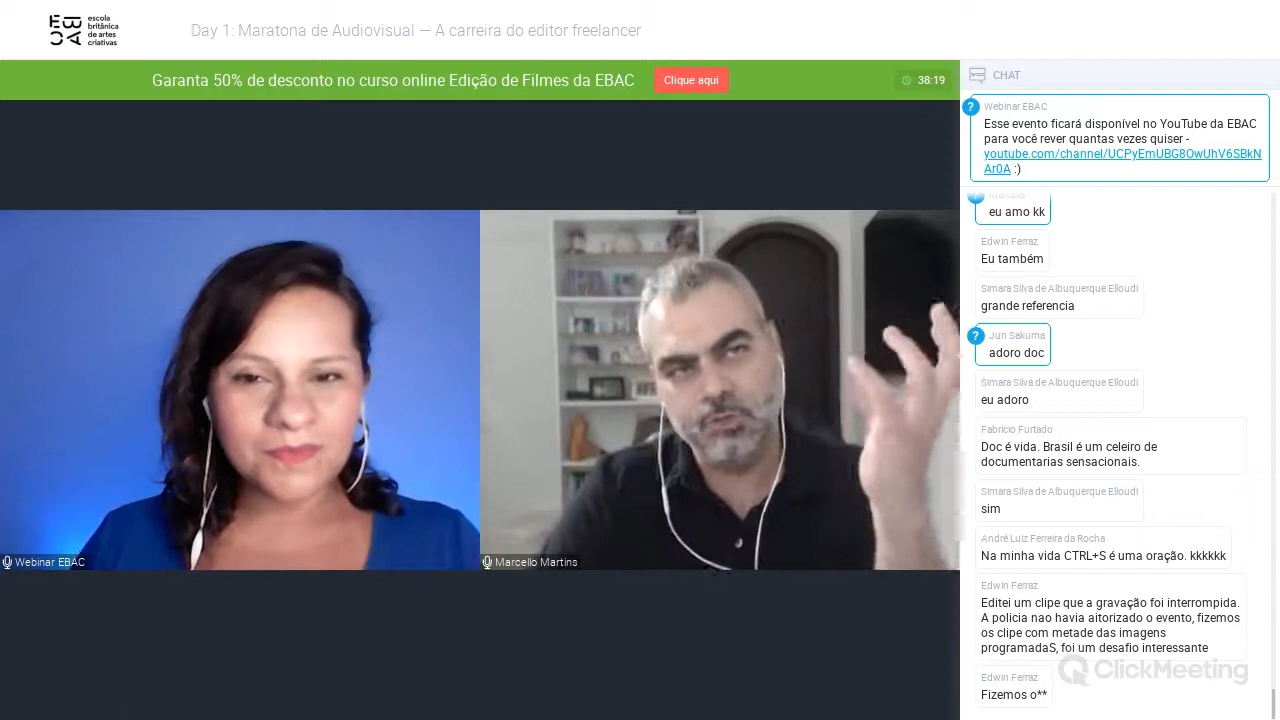 escola
britânica
de artes
criativas
EBAC
Day 1: Maratona de Audiovisual — A carreira do editor freelancer
Garanta 50% de desconto no curso online Edição de Filmes da EBAC
Clique aqui
38:19
CHAT
?
Webinar EBAC
Esse evento ficará disponível no YouTube da EBAC
para você rever quantas vezes quiser -
youtube.com/channel/UCPyEmUBG8OwUhV6SBkN
Ar0A :)
eu amo kk
Edwin Ferraz
Eu também
Simara Silva de Albuquerque Elloudi
grande referencia
?
Jun Sakuma
adoro doc
Simara Silva de Albuquerque Elloudi
eu adoro
Fabrício Furtado
Doc é vida. Brasil é um celeiro de
documentarias sensacionais.
Simara Silva de Albuquerque Elloudi
sim
André Luiz Ferreira da Rocha
Na minha vida CTRL+S é uma oração. kkkkkk
Edwin Ferraz
Editei um clipe que a gravação foi interrompida.
A policia nao havia aitorizado o evento, fizemos
os clipe com metade das imagens
programadaS, foi um desafio interessante
Edwin Ferraz
Fizemos o**
ClickMeeting
Webinar EBAC
Marcello Martins